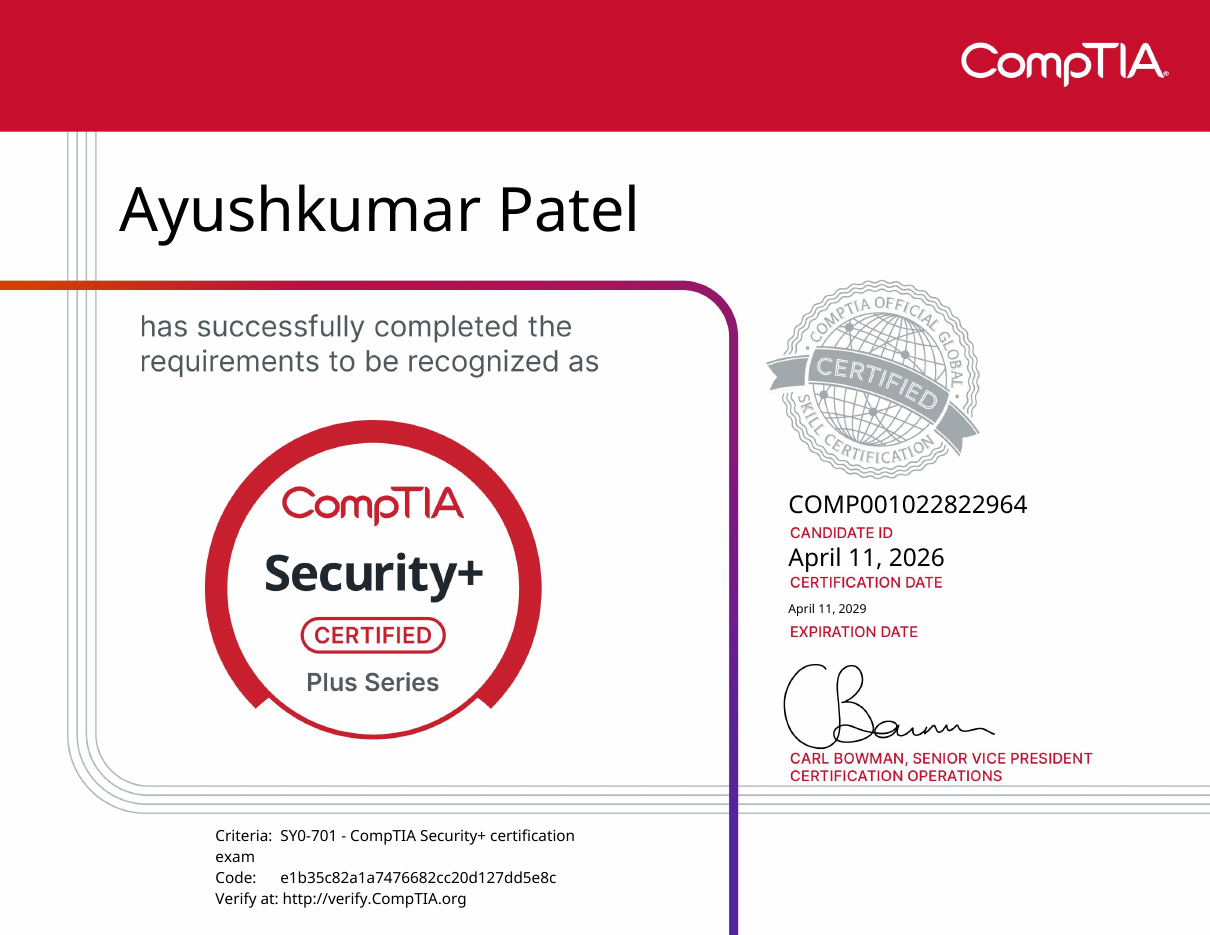 CompTIA®
Ayushkumar Patel
has successfully completed the
requirements to be recognized as
COMPTIA OFFICIAL GLOBAL
CERTIFIED
SKILL CERTIFICATION
CompTIA
Security+
CERTIFIED
Plus Series
COMP001022822964
CANDIDATE ID
April 11, 2026
CERTIFICATION DATE
April 11, 2029
EXPIRATION DATE
CBowman
CARL BOWMAN, SENIOR VICE PRESIDENT
CERTIFICATION OPERATIONS
Criteria:  SY0-701 - CompTIA Security+ certification
exam
Code:      e1b35c82a1a7476682cc20d127dd5e8c
Verify at: http://verify.CompTIA.org